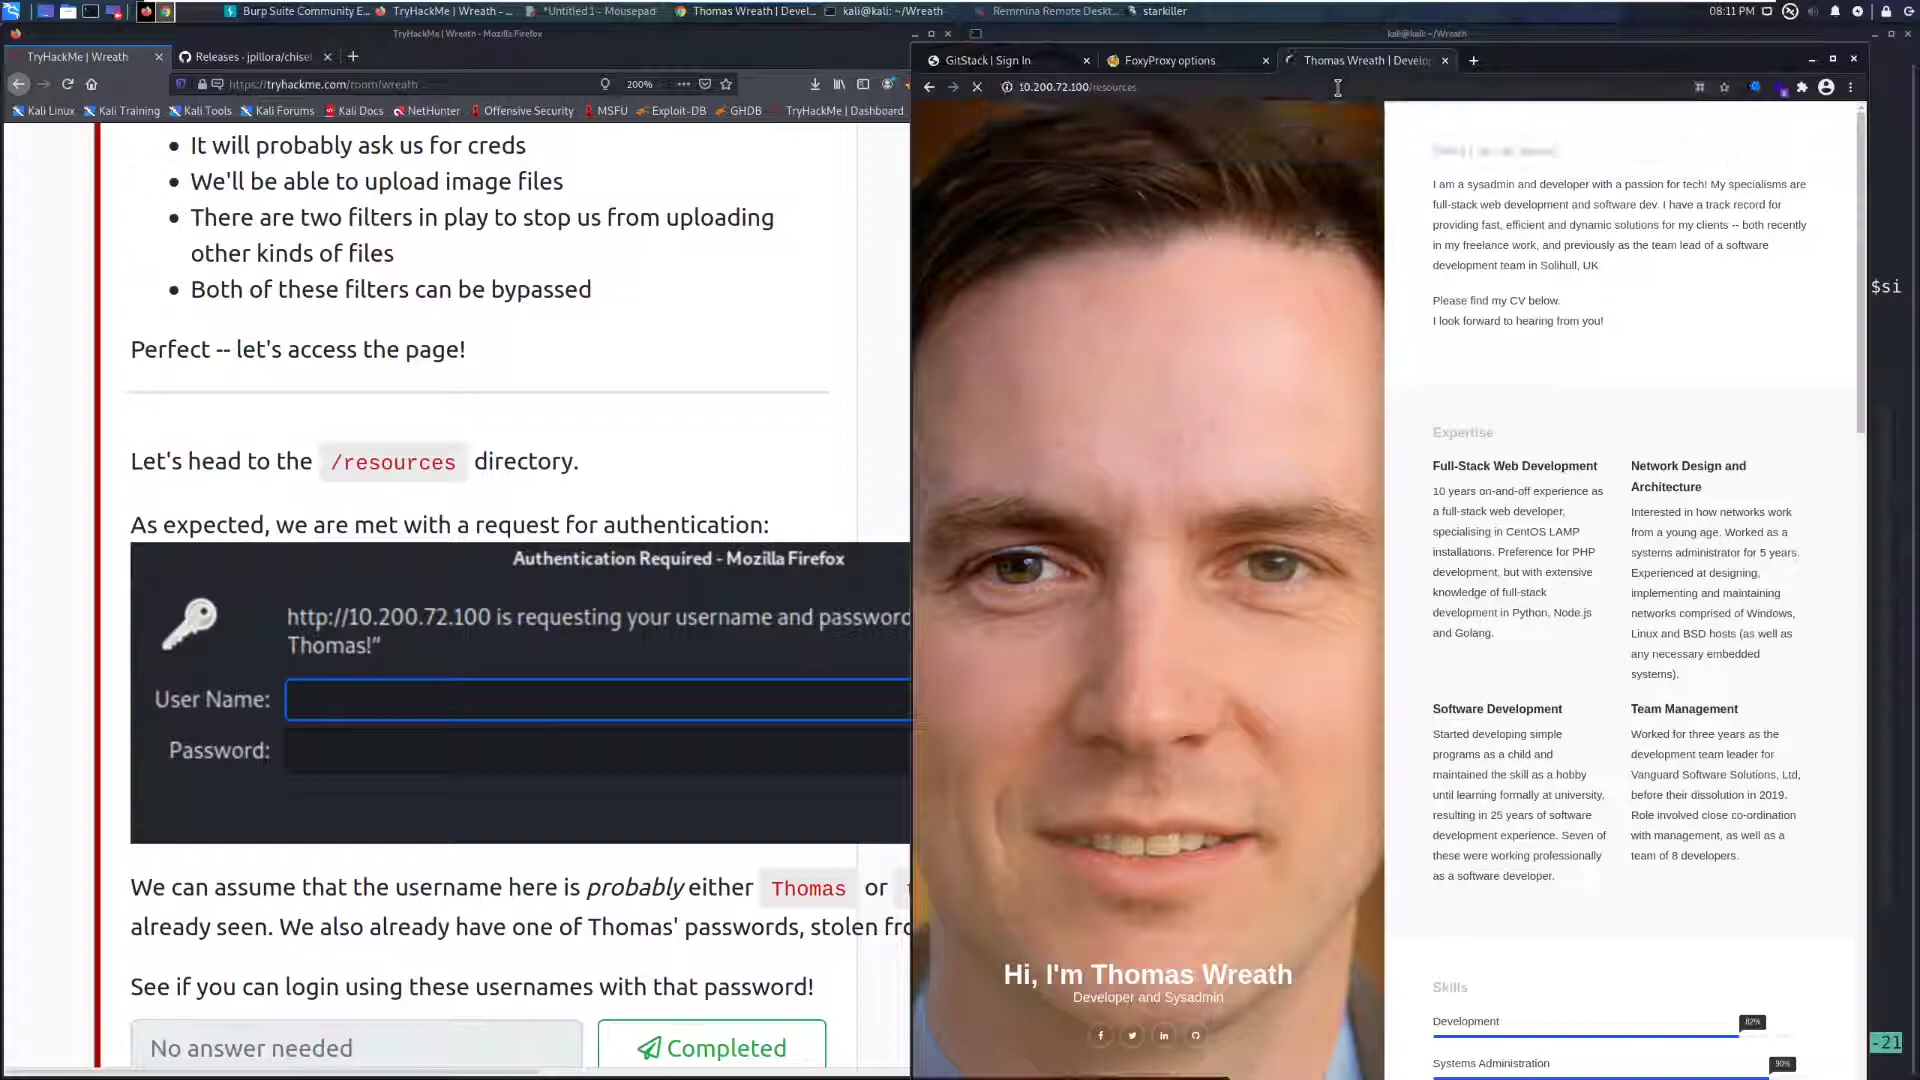 Burp Suite Community E...
TryHackMe | Wreath - ...
*Untitled 1 - Mousepad
Thomas Wreath | Devel...
kali@kali: ~/Wreath
Remmina Remote Deskt...
starkiller
08:11 PM
TryHackMe | Wreath - Mozilla Firefox
TryHackMe | Wreath
Releases · jpillora/chise
https://tryhackme.com/room/wreath
200%
Kali Linux
Kali Training
Kali Tools
Kali Forums
Kali Docs
NetHunter
Offensive Security
MSFU
Exploit-DB
GHDB
TryHackMe | Dashboard
It will probably ask us for creds
We'll be able to upload image files
There are two filters in play to stop us from uploading
other kinds of files
Both of these filters can be bypassed
Perfect -- let's access the page!
Let's head to the /resources directory.
As expected, we are met with a request for authentication:
Authentication Required - Mozilla Firefox
http://10.200.72.100 is requesting your username and password
Thomas!"
User Name:
Password:
We can assume that the username here is probably either Thomas or
already seen. We also already have one of Thomas' passwords, stolen fro
See if you can login using these usernames with that password!
No answer needed
Completed
kali@kali: ~/Wreath
GitStack | Sign In
FoxyProxy options
Thomas Wreath | Develo
10.200.72.100/resources
I am a sysadmin and developer with a passion for tech! My specialisms are
full-stack web development and software dev. I have a track record for
providing fast, efficient and dynamic solutions for my clients -- both recently
in my freelance work, and previously as the team lead of a software
development team in Solihull, UK
Please find my CV below.
I look forward to hearing from you!
Expertise
Full-Stack Web Development
10 years on-and-off experience as
a full-stack web developer,
specialising in CentOS LAMP
installations. Preference for PHP
development, but with extensive
knowledge of full-stack
development in Python, Node.js
and Golang.
Network Design and
Architecture
Interested in how networks work
from a young age. Worked as a
systems administrator for 5 years.
Experienced at designing,
implementing and maintaining
networks comprised of Windows,
Linux and BSD hosts (as well as
any necessary embedded
systems).
Software Development
Started developing simple
programs as a child and
maintained the skill as a hobby
until learning formally at university,
resulting in 25 years of software
development experience. Seven of
these were working professionally
as a software developer.
Team Management
Worked for three years as the
development team leader for
Vanguard Software Solutions, Ltd,
before their dissolution in 2019.
Role involved close co-ordination
with management, as well as a
team of 8 developers.
Hi, I'm Thomas Wreath
Developer and Sysadmin
Skills
Development
82%
Systems Administration
90%
$si
-21